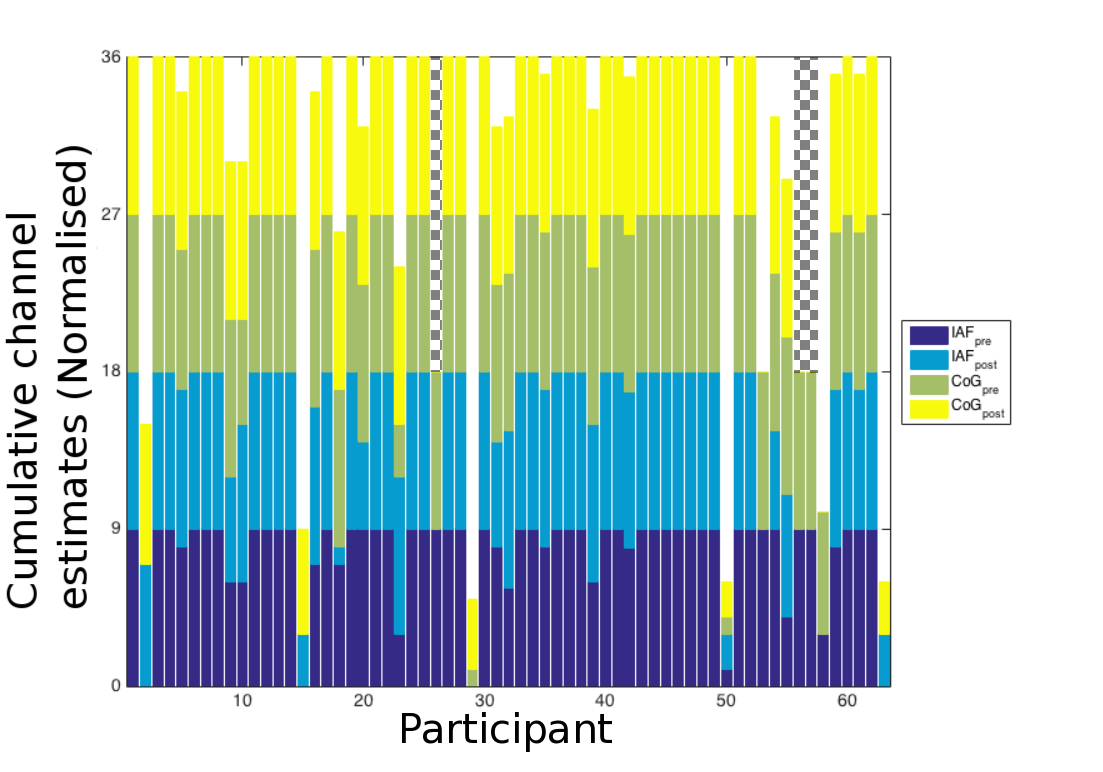 Cumulative channel
estimates (Normalised)
36
27
18
9
0
10 20 30 40 50 60
Participant
IAFpre
IAFpost
CoGpre
CoGpost